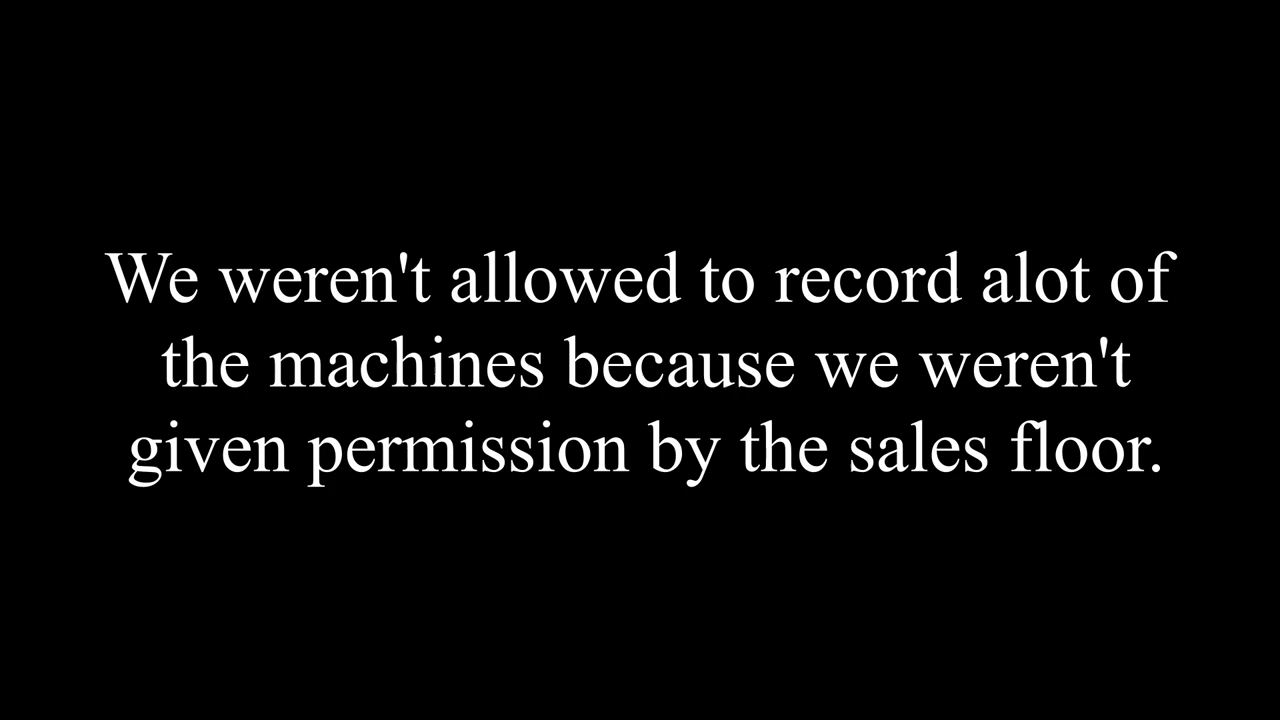 We weren't allowed to record alot of
the machines because we weren't
given permission by the sales floor.